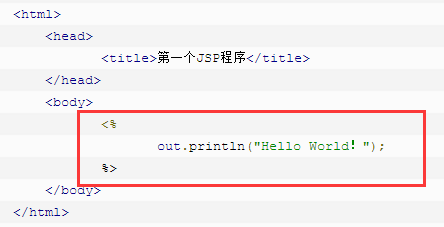 <html>
<head>
<title>第一个JSP程序</title>
</head>
<body>
<%
out.println("Hello World！");
%>
</body>
</html>